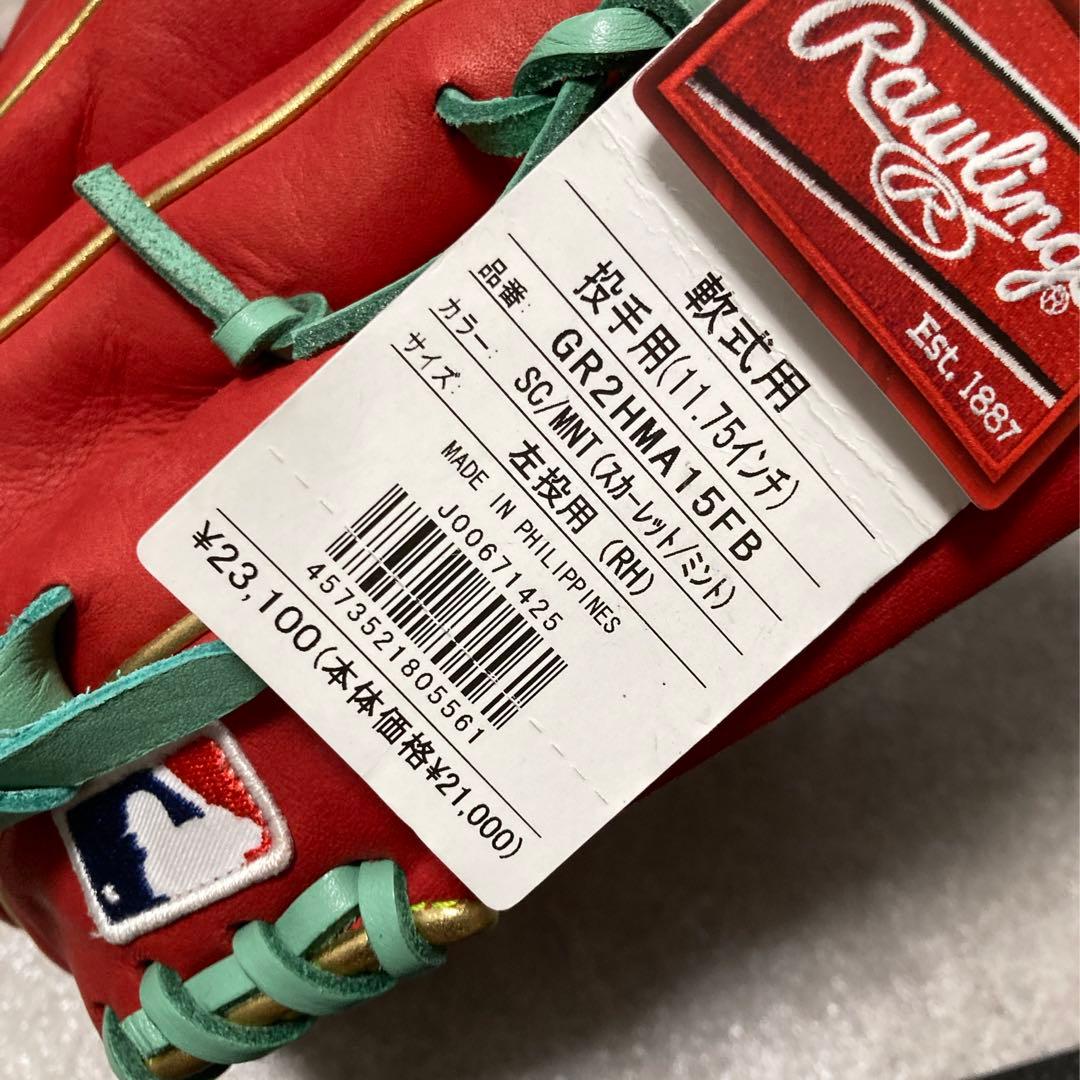 Rawlings
R
®
Est. 1887
軟式用
投手用(11.75インチ)
品番: GR2HMA15FB
カラー: SC/MNT(スカーレット/ミント)
サイズ: 左投用 (RH)
MADE IN PHILIPPINES
J00671425
4573521805561
¥23,100(本体価格¥21,000)